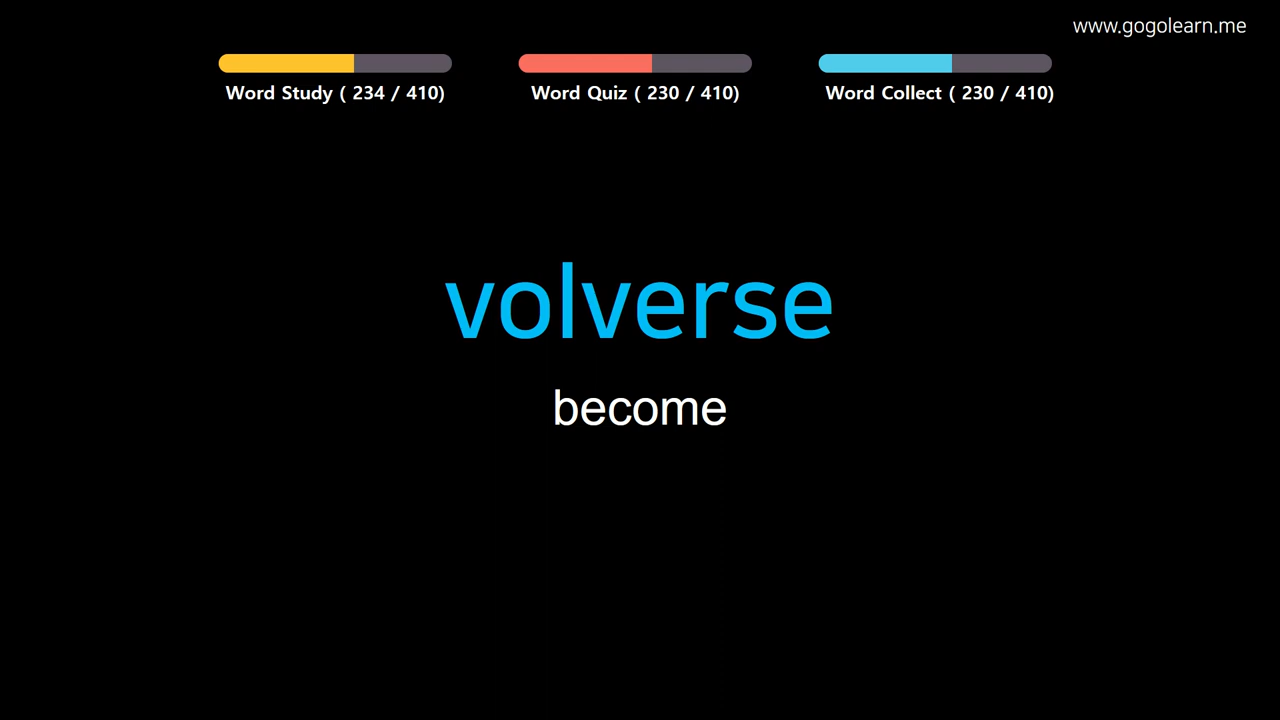 www.gogolearn.me
Word Study ( 234 / 410)
Word Quiz ( 230 / 410)
Word Collect ( 230 / 410)
volverse
become